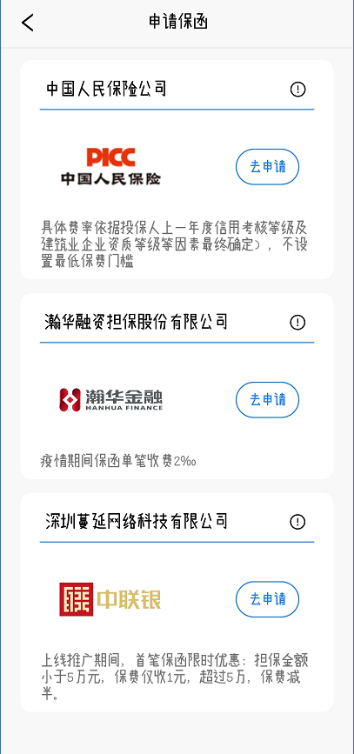 申请保函
中国人民保险公司
PICC
中国人民保险
去申请
具体费率依据投保人上一年度信用考核等级及
建筑业企业资质等级等因素最终确定），不设
置最低保费门槛
瀚华融资担保股份有限公司
瀚华金融
HANHUA FINANCE
去申请
疫情期间保函单笔收费2‰
深圳蔓延网络科技有限公司
中联银
去申请
上线推广期间，首笔保函限时优惠：担保金额
小于5万元，保费仅收1元，超过5万，保费减
半。